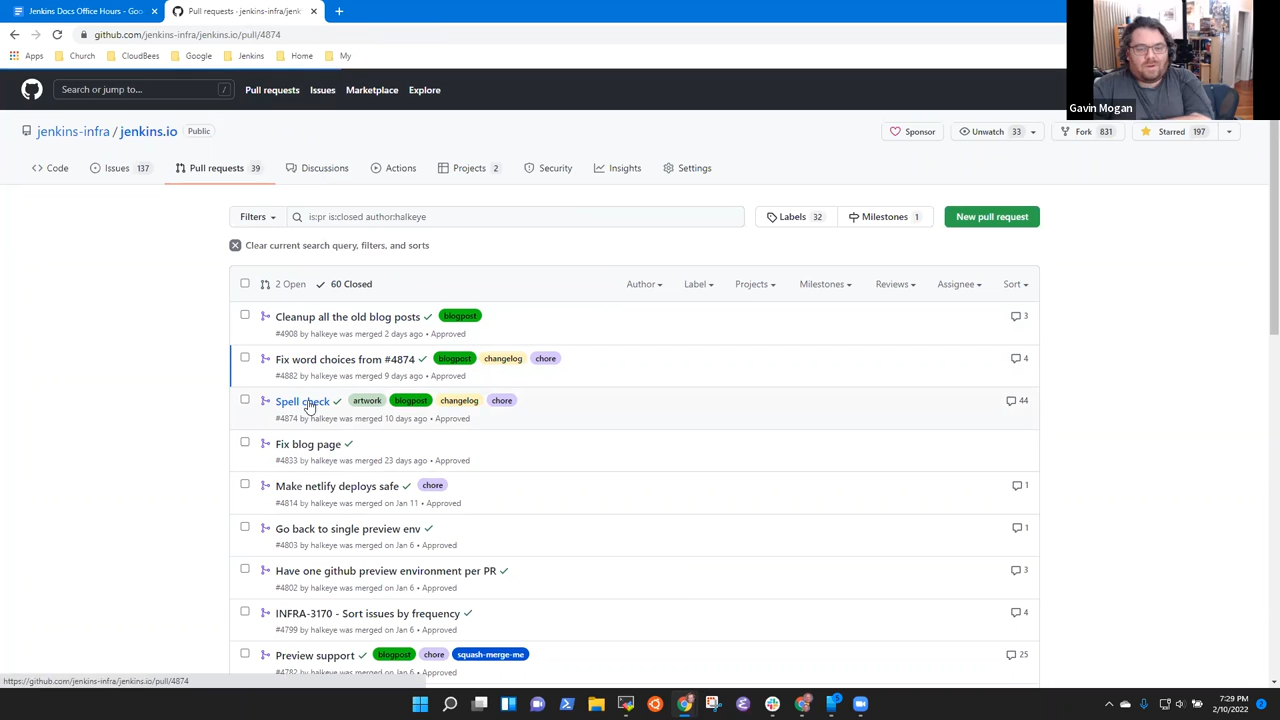 Jenkins Docs Office Hours - Goo
Pull requests · jenkins-infra/jenk
github.com/jenkins-infra/jenkins.io/pull/4874
Apps
Church
CloudBees
Google
Jenkins
Home
My
Gavin Mogan
Search or jump to...
/
Pull requests
Issues
Marketplace
Explore
jenkins-infra / jenkins.io
Public
Sponsor
Unwatch 33
Fork 831
Starred 197
Code
Issues 137
Pull requests 39
Discussions
Actions
Projects 2
Security
Insights
Settings
Filters
is:pr is:closed author:halkeye
Labels 32
Milestones 1
New pull request
Clear current search query, filters, and sorts
2 Open
60 Closed
Author
Label
Projects
Milestones
Reviews
Assignee
Sort
Cleanup all the old blog posts blogpost 3
#4908 by halkeye was merged 2 days ago • Approved
Fix word choices from #4874 blogpost changelog chore 4
#4882 by halkeye was merged 9 days ago • Approved
Spell check artwork blogpost changelog chore 44
#4874 by halkeye was merged 10 days ago • Approved
Fix blog page
#4833 by halkeye was merged 23 days ago • Approved
Make netlify deploys safe chore 1
#4814 by halkeye was merged on Jan 11 • Approved
Go back to single preview env 1
#4803 by halkeye was merged on Jan 6 • Approved
Have one github preview environment per PR 3
#4802 by halkeye was merged on Jan 6 • Approved
INFRA-3170 - Sort issues by frequency 4
#4799 by halkeye was merged on Jan 6 • Approved
Preview support blogpost chore squash-merge-me 25
#4782 by halkeye was merged on Jan 6 • Approved
https://github.com/jenkins-infra/jenkins.io/pull/4874
7:29 PM
2/10/2022